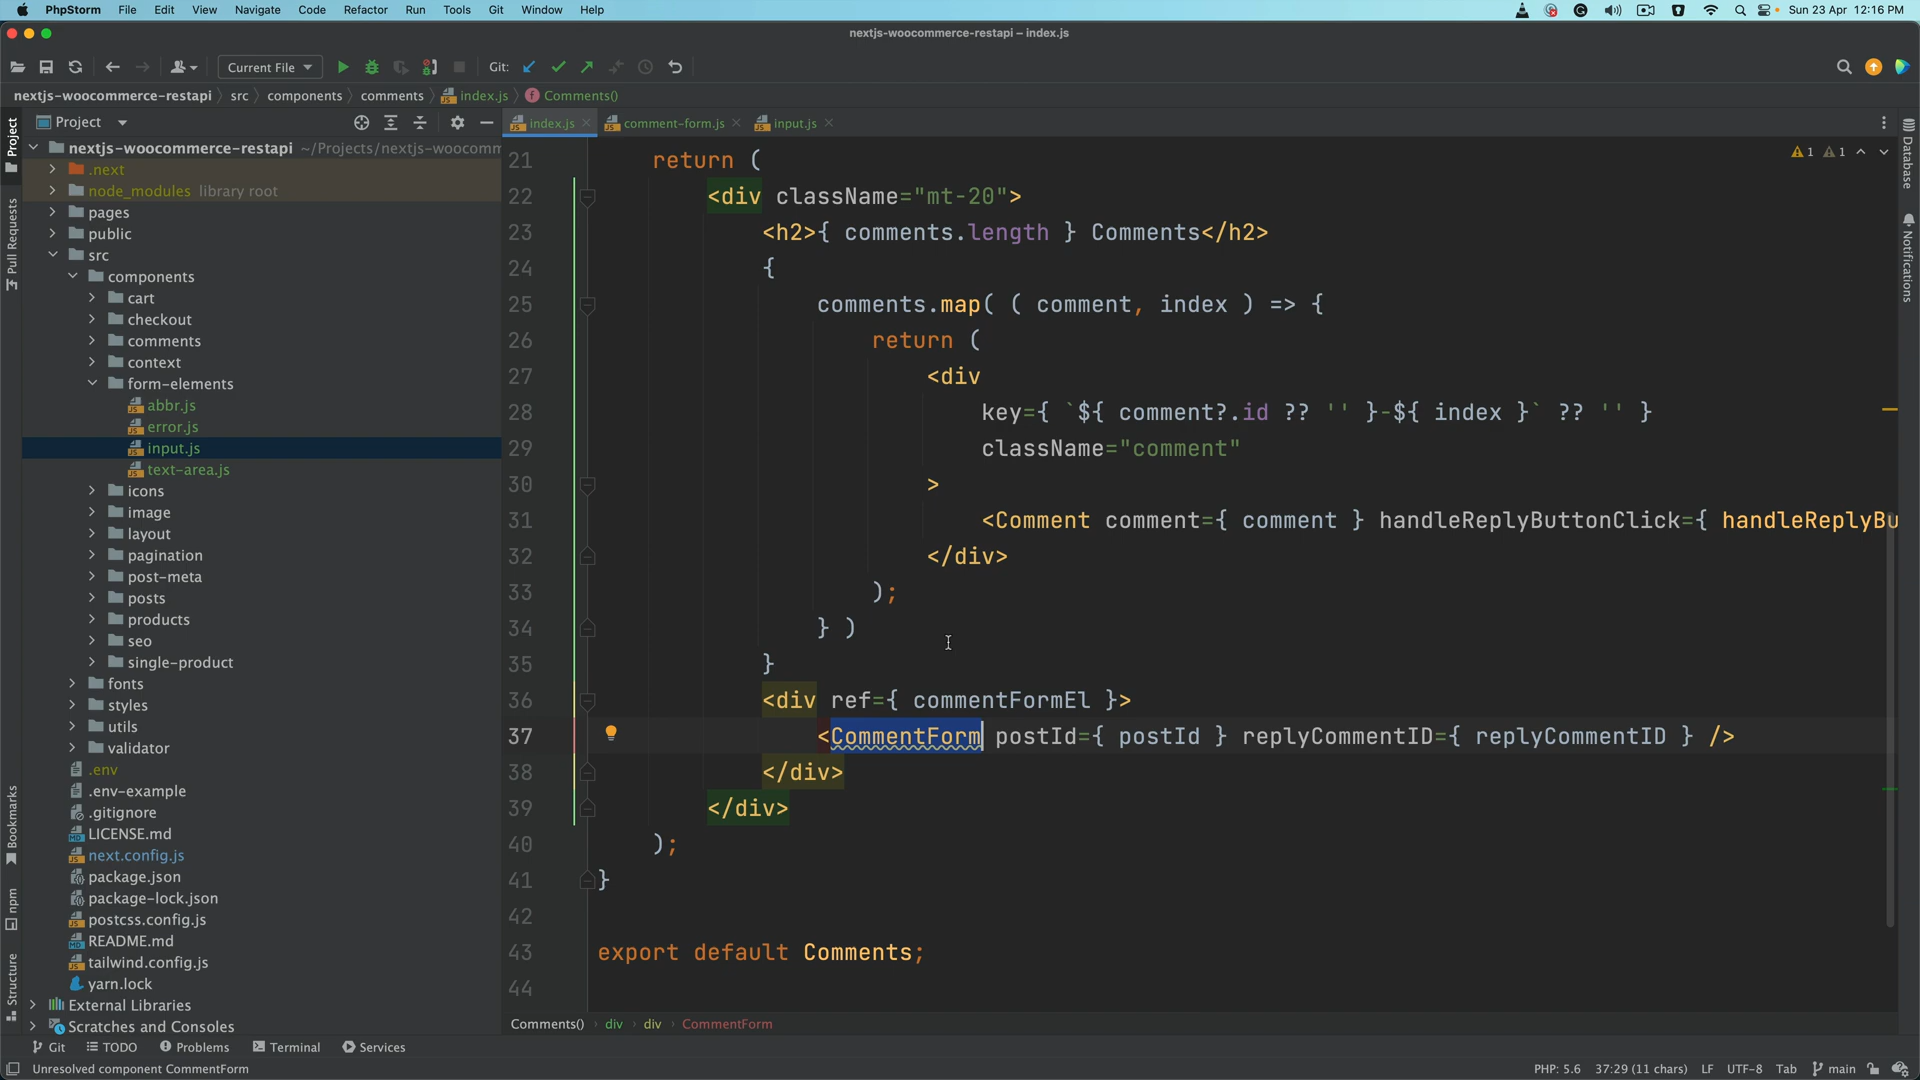 PhpStorm File Edit View Navigate Code Refactor Run Tools Git Window Help Sun 23 Apr 12:16 PM
nextjs-woocommerce-restapi – index.js
Current File Git:
nextjs-woocommerce-restapi src components comments index.js Comments()
Project index.js comment-form.js input.js
nextjs-woocommerce-restapi ~/Projects/nextjs-woocomm
.next
node_modules library root
pages
public
src
components
cart
checkout
comments
context
form-elements
abbr.js
error.js
input.js
text-area.js
icons
image
layout
pagination
post-meta
posts
products
seo
single-product
fonts
styles
utils
validator
.env
.env-example
.gitignore
LICENSE.md
next.config.js
package.json
package-lock.json
postcss.config.js
README.md
tailwind.config.js
yarn.lock
External Libraries
Scratches and Consoles
Project
Pull Requests
Bookmarks
npm
Structure
21 return (
22 <div className="mt-20">
23 <h2>{ comments.length } Comments</h2>
24 {
25 comments.map( ( comment, index ) => {
26 return (
27 <div
28 key={ `${ comment?.id ?? '' }-${ index }` ?? '' }
29 className="comment"
30 >
31 <Comment comment={ comment } handleReplyButtonClick={ handleReplyBu
32 </div>
33 );
34 } )
35 }
36 <div ref={ commentFormEl }>
37 <CommentForm postId={ postId } replyCommentID={ replyCommentID } />
38 </div>
39 </div>
40 );
41 }
42
43 export default Comments;
44
1 1
Database
Notifications
Comments() div div CommentForm
Git TODO Problems Terminal Services
Unresolved component CommentForm PHP: 5.6 37:29 (11 chars) LF UTF-8 Tab main